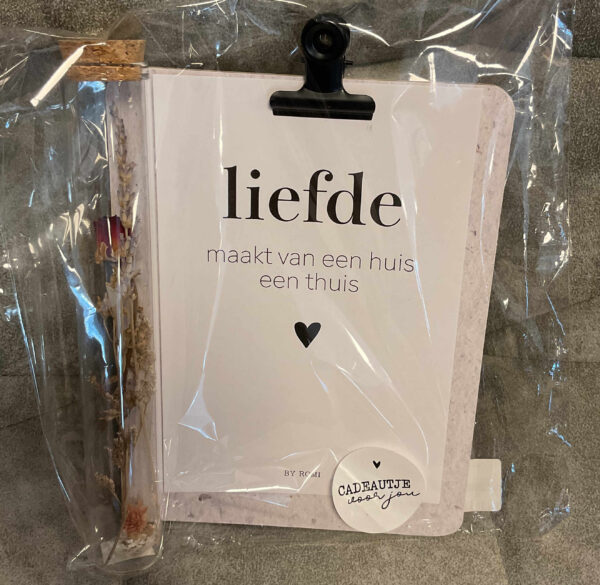 liefde
maakt van een huis
een thuis
BY ROMI
CADEAUTJE
voor jou